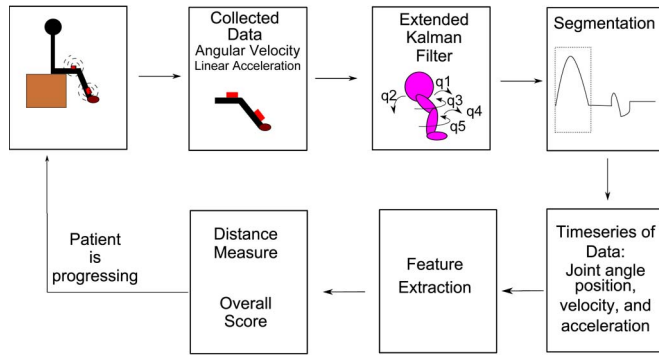 Collected
Data
Angular Velocity
Linear Acceleration
Extended
Kalman
Filter
q1
q2
q3
q4
q5
Segmentation
Timeseries of
Data:
Joint angle
position,
velocity, and
acceleration
Feature
Extraction
Distance
Measure
Overall
Score
Patient
is
progressing